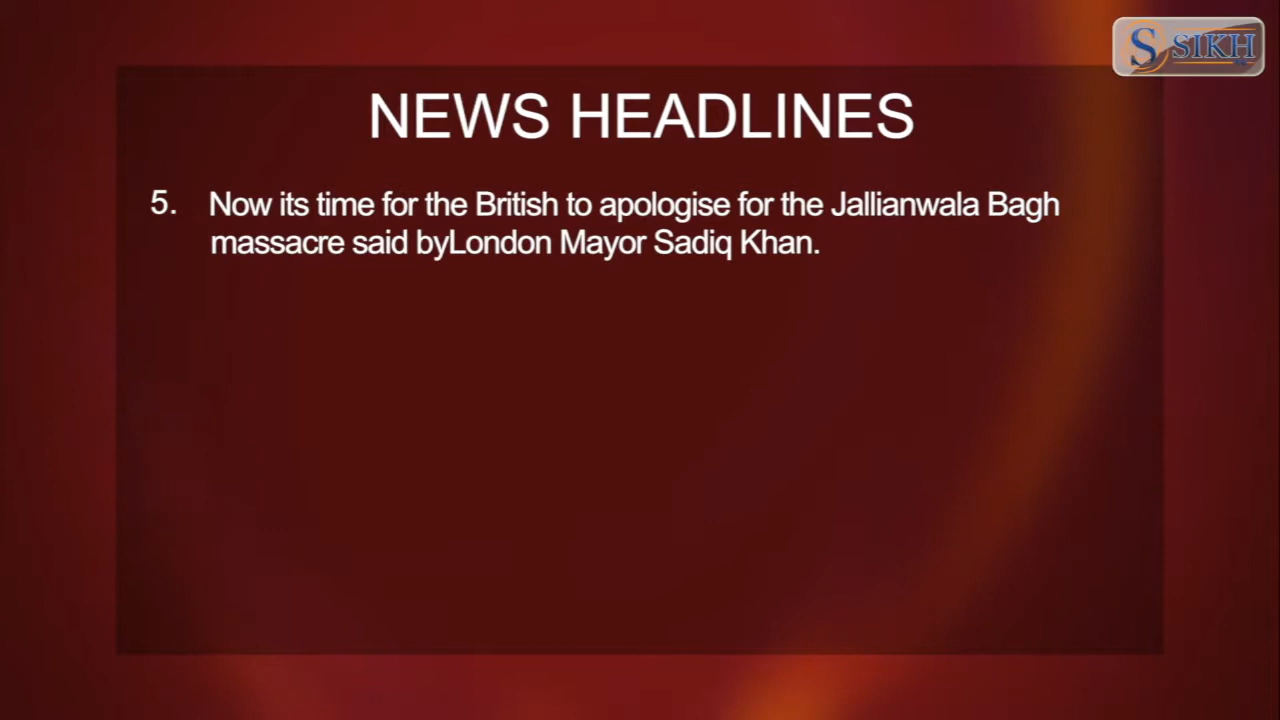 S SIKH
NEWS HEADLINES
5. Now its time for the British to apologise for the Jallianwala Bagh
massacre said byLondon Mayor Sadiq Khan.